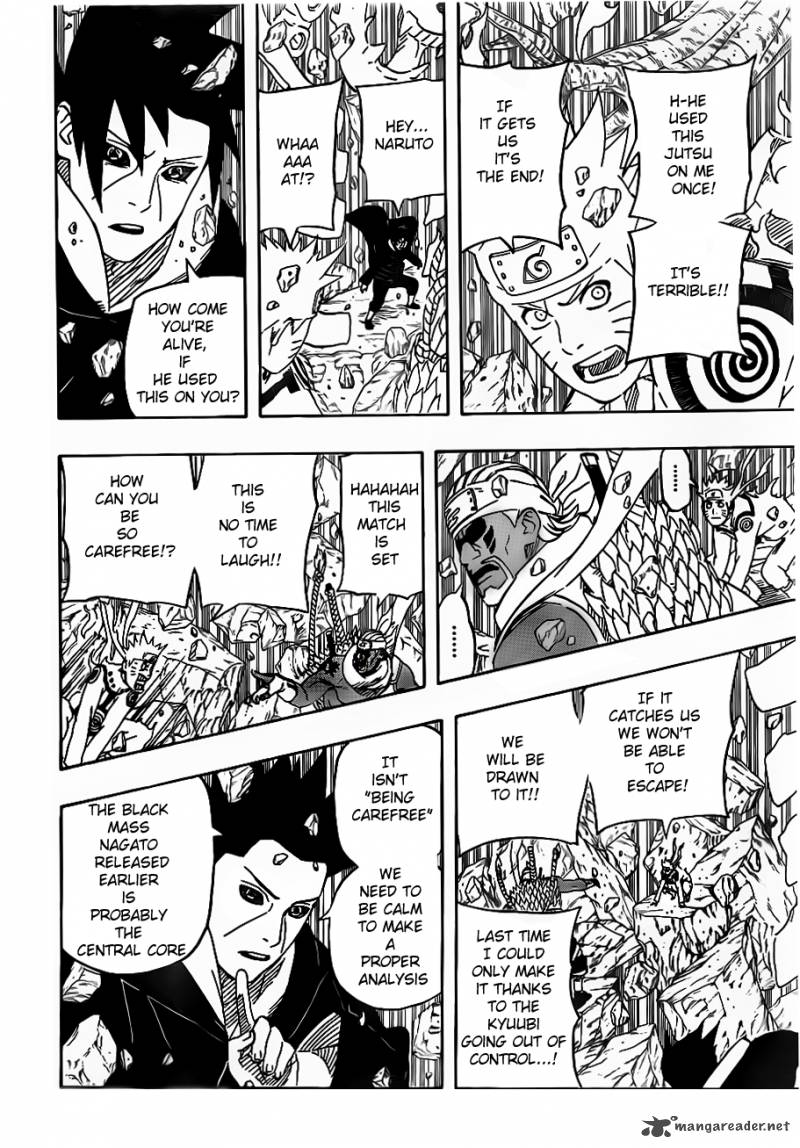 H-HE
USED
THIS
JUTSU
ON ME
ONCE!
IT'S
TERRIBLE!!
IF
IT GETS
US
IT'S
THE END!
HEY...
NARUTO
WHAA
AAA
AT!?
HOW COME
YOU'RE
ALIVE,
IF
HE USED
THIS ON YOU?
........
........
HAHAHAH
THIS
MATCH
IS
SET
THIS
IS
NO TIME
TO
LAUGH!!
HOW
CAN YOU
BE
SO
CAREFREE!?
IF IT
CATCHES US
WE WON'T
BE ABLE
TO
ESCAPE!
WE
WILL BE
DRAWN
TO IT!!
LAST TIME
I COULD
ONLY MAKE
IT THANKS
TO THE
KYUUBI
GOING OUT OF
CONTROL...!
IT
ISN'T
"BEING
CAREFREE"
WE
NEED TO
BE CALM
TO MAKE
A
PROPER
ANALYSIS
THE BLACK
MASS
NAGATO
RELEASED
EARLIER
IS
PROBABLY
THE
CENTRAL CORE
mangareader.net